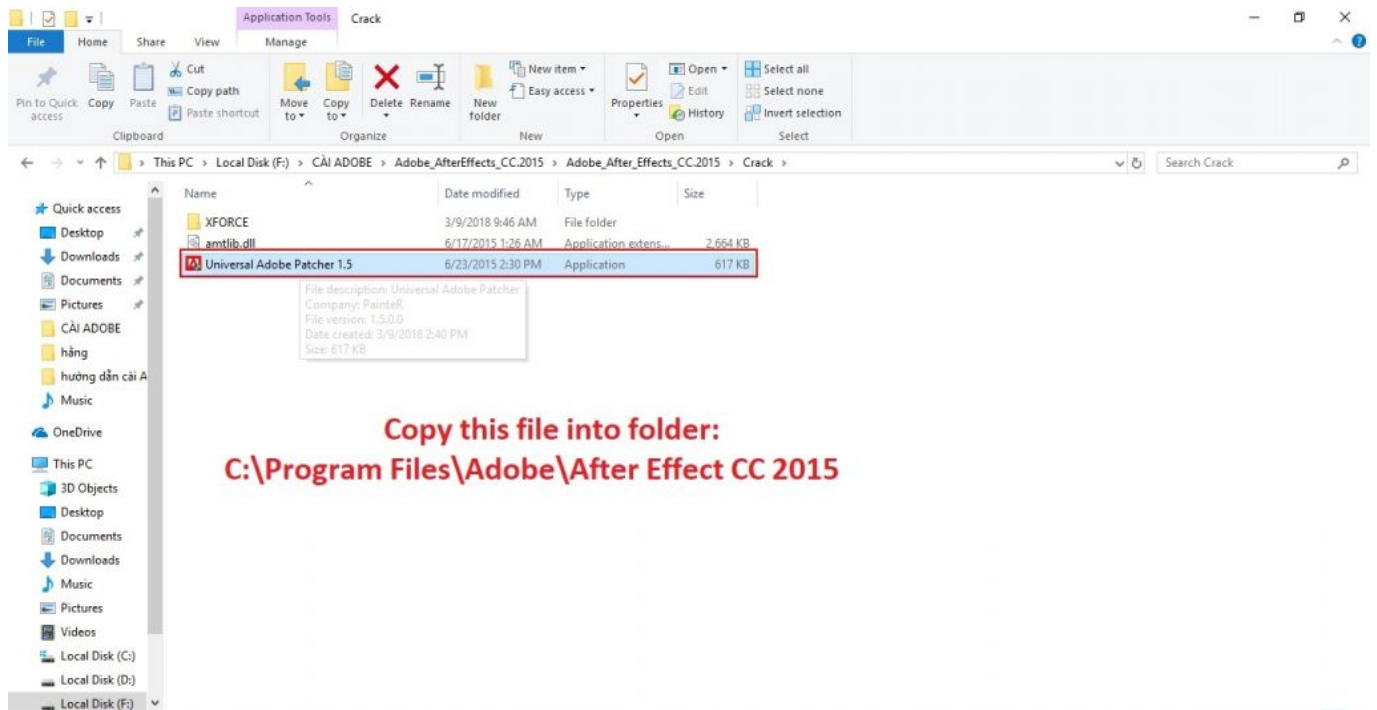 Application Tools
Crack
File
Home
Share
View
Manage
Pin to Quick access
Copy
Paste
Cut
Copy path
Paste shortcut
Clipboard
Move to
Copy to
Delete
Rename
Organize
New folder
New item
Easy access
New
Properties
Open
Edit
History
Open
Select all
Select none
Invert selection
Select
This PC > Local Disk (F:) > CÀI ADOBE > Adobe_AfterEffects_CC.2015 > Adobe_After_Effects_CC.2015 > Crack >
Search Crack
Name
Date modified
Type
Size
XFORCE 3/9/2018 9:46 AM File folder
amtlib.dll 6/17/2015 1:26 AM Application extens... 2.664 KB
Universal Adobe Patcher 1.5 6/23/2015 2:30 PM Application 617 KB
File description: Universal Adobe Patcher
Company: PainteR
File version: 1.5.0.0
Date created: 3/9/2018 2:40 PM
Size: 617 KB
Quick access
Desktop
Downloads
Documents
Pictures
CÀI ADOBE
hằng
hướng dẫn cài A
Music
OneDrive
This PC
3D Objects
Desktop
Documents
Downloads
Music
Pictures
Videos
Local Disk (C:)
Local Disk (D:)
Local Disk (F:)
Copy this file into folder:
C:\Program Files\Adobe\After Effect CC 2015